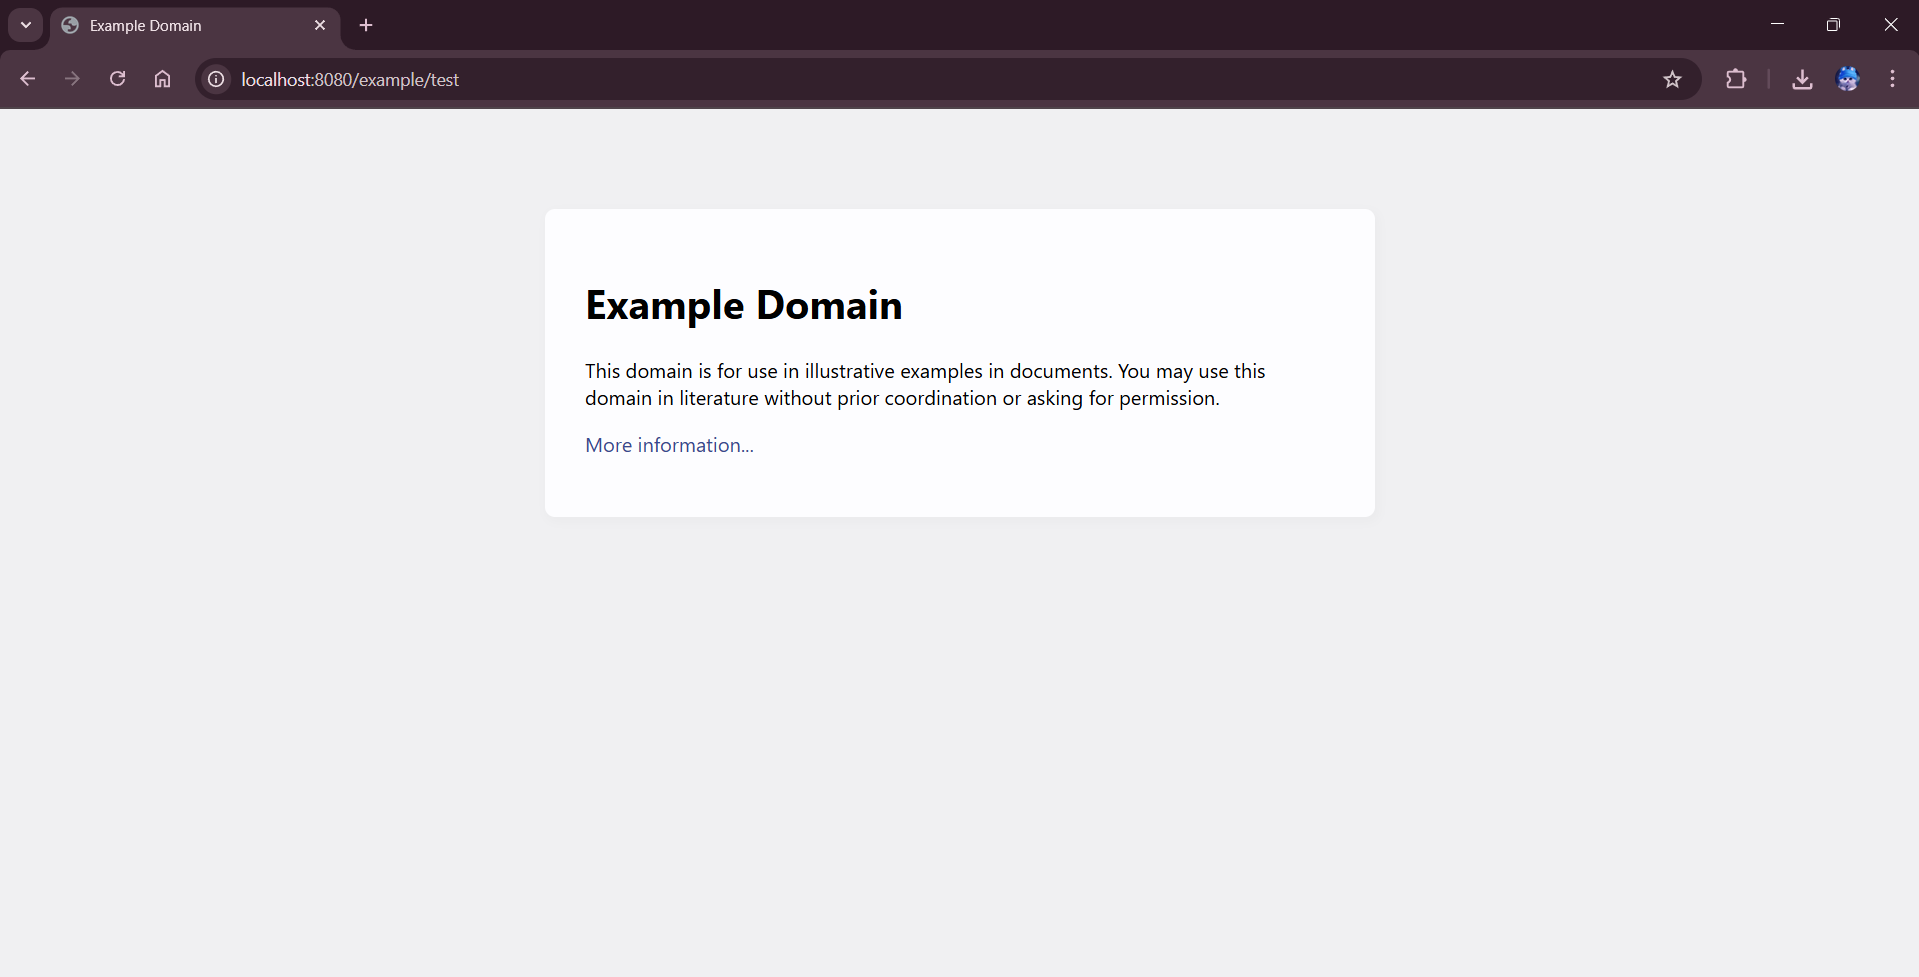 Example Domain
localhost:8080/example/test
Example Domain
This domain is for use in illustrative examples in documents. You may use this
domain in literature without prior coordination or asking for permission.
More information...